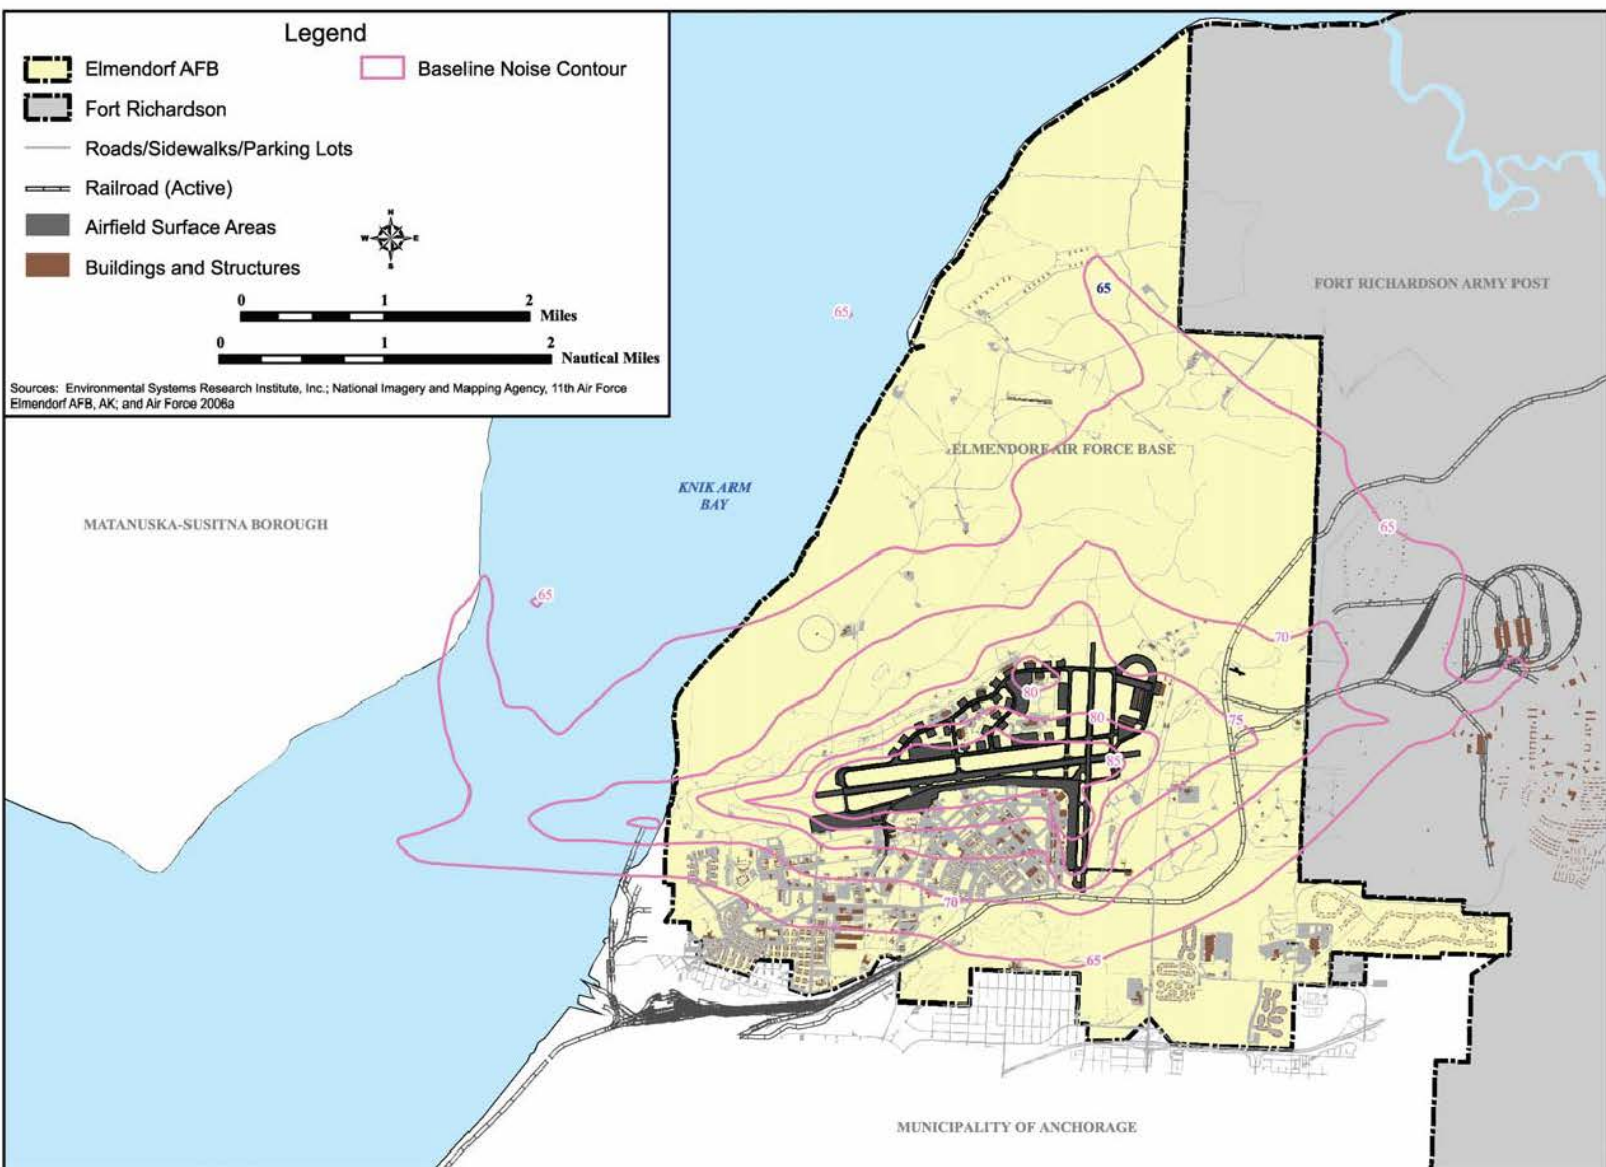 Legend
Elmendorf AFB
Baseline Noise Contour
Fort Richardson
Roads/Sidewalks/Parking Lots
Railroad (Active)
Airfield Surface Areas
Buildings and Structures
N
W E
S
0 1 2
Miles
0 1 2
Nautical Miles
Sources: Environmental Systems Research Institute, Inc.; National Imagery and Mapping Agency, 11th Air Force
Elmendorf AFB, AK; and Air Force 2006a
65
65
FORT RICHARDSON ARMY POST
ELMENDORF AIR FORCE BASE
KNIK ARM
BAY
MATANUSKA-SUSITNA BOROUGH
65
65
70
80
80
75
85
70
65
MUNICIPALITY OF ANCHORAGE